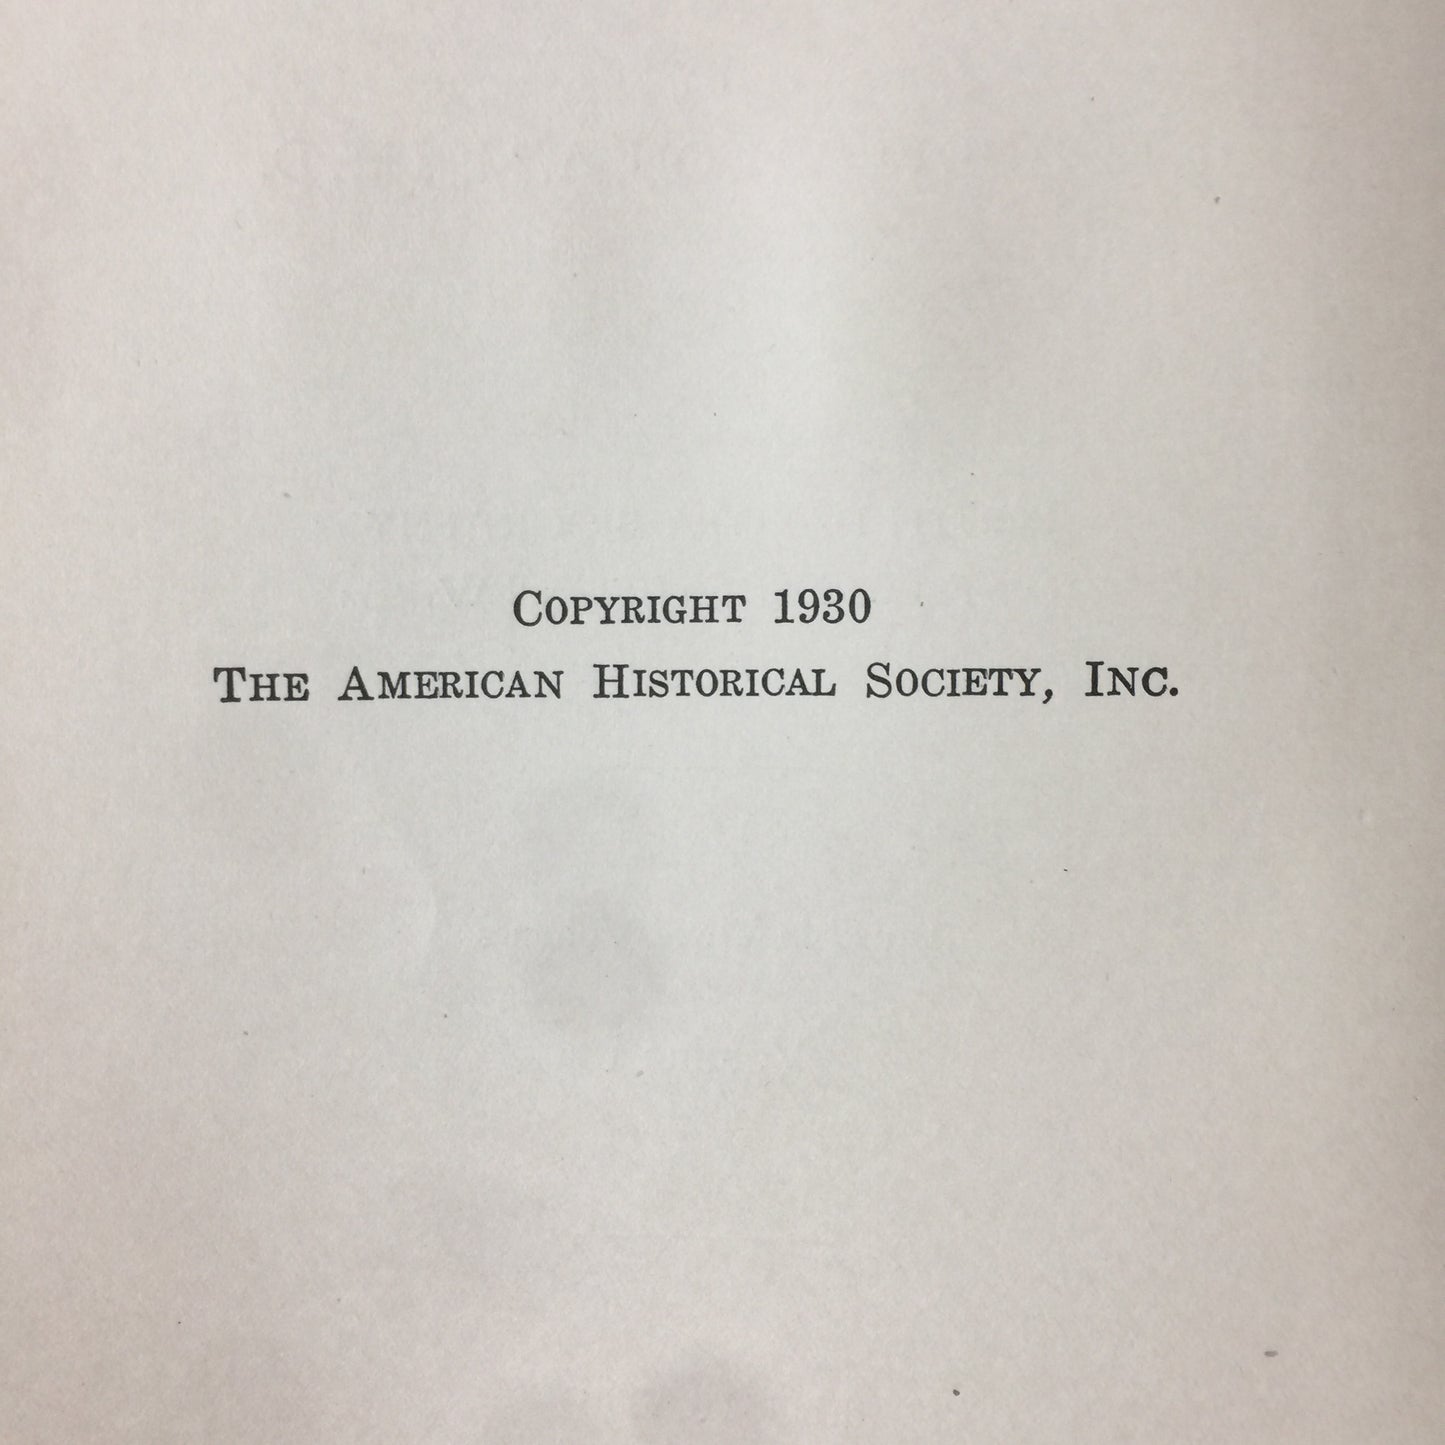 Copyright 1930
The American Historical Society, Inc.